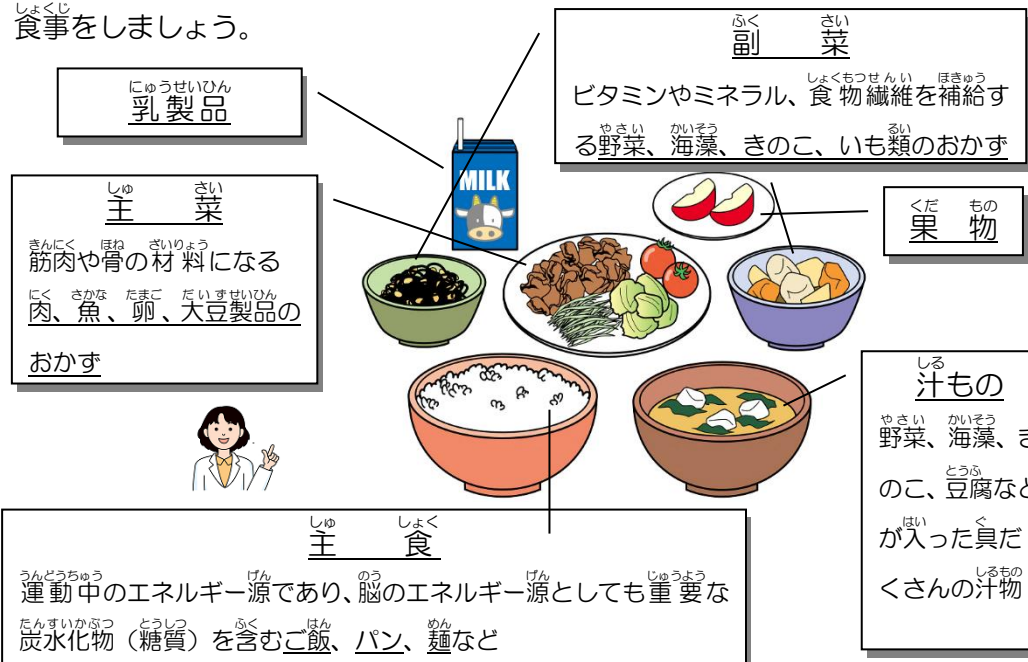 食事をしましょう。
副菜
ビタミンやミネラル、食物繊維を補給す
る野菜、海藻、きのこ、いも類のおかず
乳製品
MILK
主菜
筋肉や骨の材料になる
肉、魚、卵、大豆製品の
おかず
果物
汁もの
野菜、海藻、き
のこ、豆腐など
が入った具だ
くさんの汁物
主食
運動中のエネルギー源であり、脳のエネルギー源としても重要な
炭水化物（糖質）を含むご飯、パン、麺など